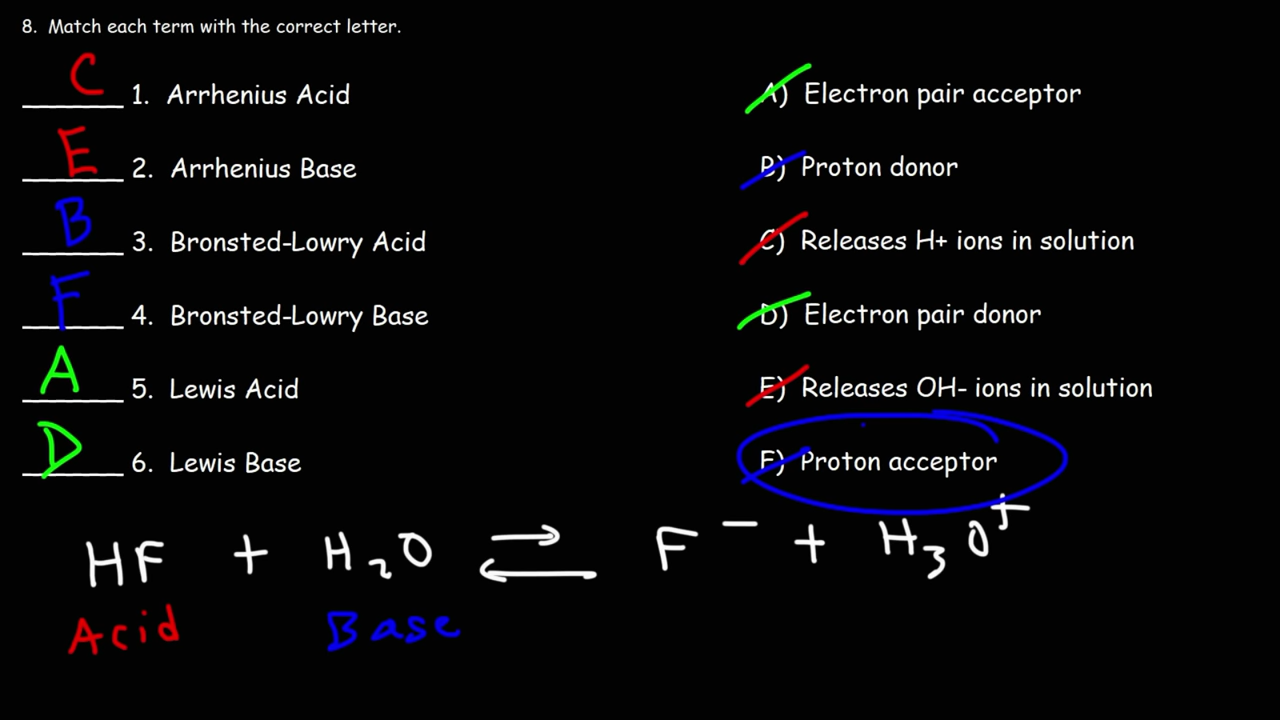 8. Match each term with the correct letter.
C 1. Arrhenius Acid
A) Electron pair acceptor
E 2. Arrhenius Base
B) Proton donor
B 3. Bronsted-Lowry Acid
C) Releases H+ ions in solution
F 4. Bronsted-Lowry Base
D) Electron pair donor
A 5. Lewis Acid
E) Releases OH- ions in solution
D 6. Lewis Base
F) Proton acceptor
HF + H₂O ⇌ F⁻ + H₃O⁺
Acid Base